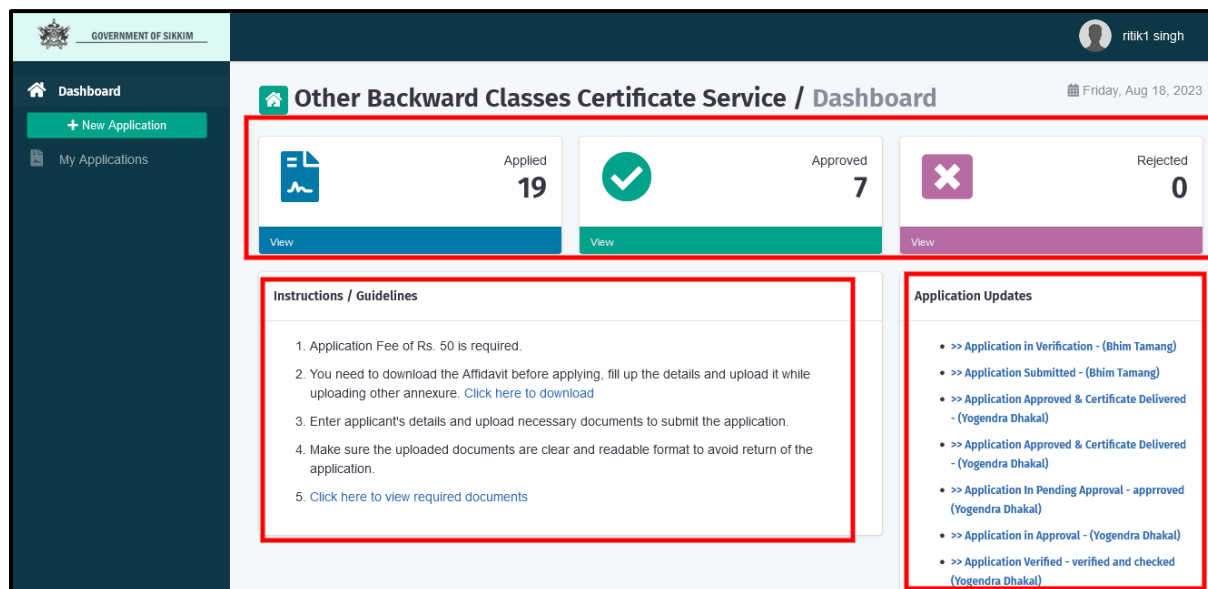 GOVERNMENT OF SIKKIM
ritik1 singh
Dashboard
+ New Application
My Applications
Other Backward Classes Certificate Service / Dashboard
Friday, Aug 18, 2023
Applied
19
View
Approved
7
View
Rejected
0
View
Instructions / Guidelines
1. Application Fee of Rs. 50 is required.
2. You need to download the Affidavit before applying, fill up the details and upload it while
uploading other annexure. Click here to download
3. Enter applicant's details and upload necessary documents to submit the application.
4. Make sure the uploaded documents are clear and readable format to avoid return of the
application.
5. Click here to view required documents
Application Updates
• >> Application in Verification - (Bhim Tamang)
• >> Application Submitted - (Bhim Tamang)
• >> Application Approved & Certificate Delivered
- (Yogendra Dhakal)
• >> Application Approved & Certificate Delivered
- (Yogendra Dhakal)
• >> Application In Pending Approval - apprroved
(Yogendra Dhakal)
• >> Application in Approval - (Yogendra Dhakal)
• >> Application Verified - verified and checked
(Yogendra Dhakal)